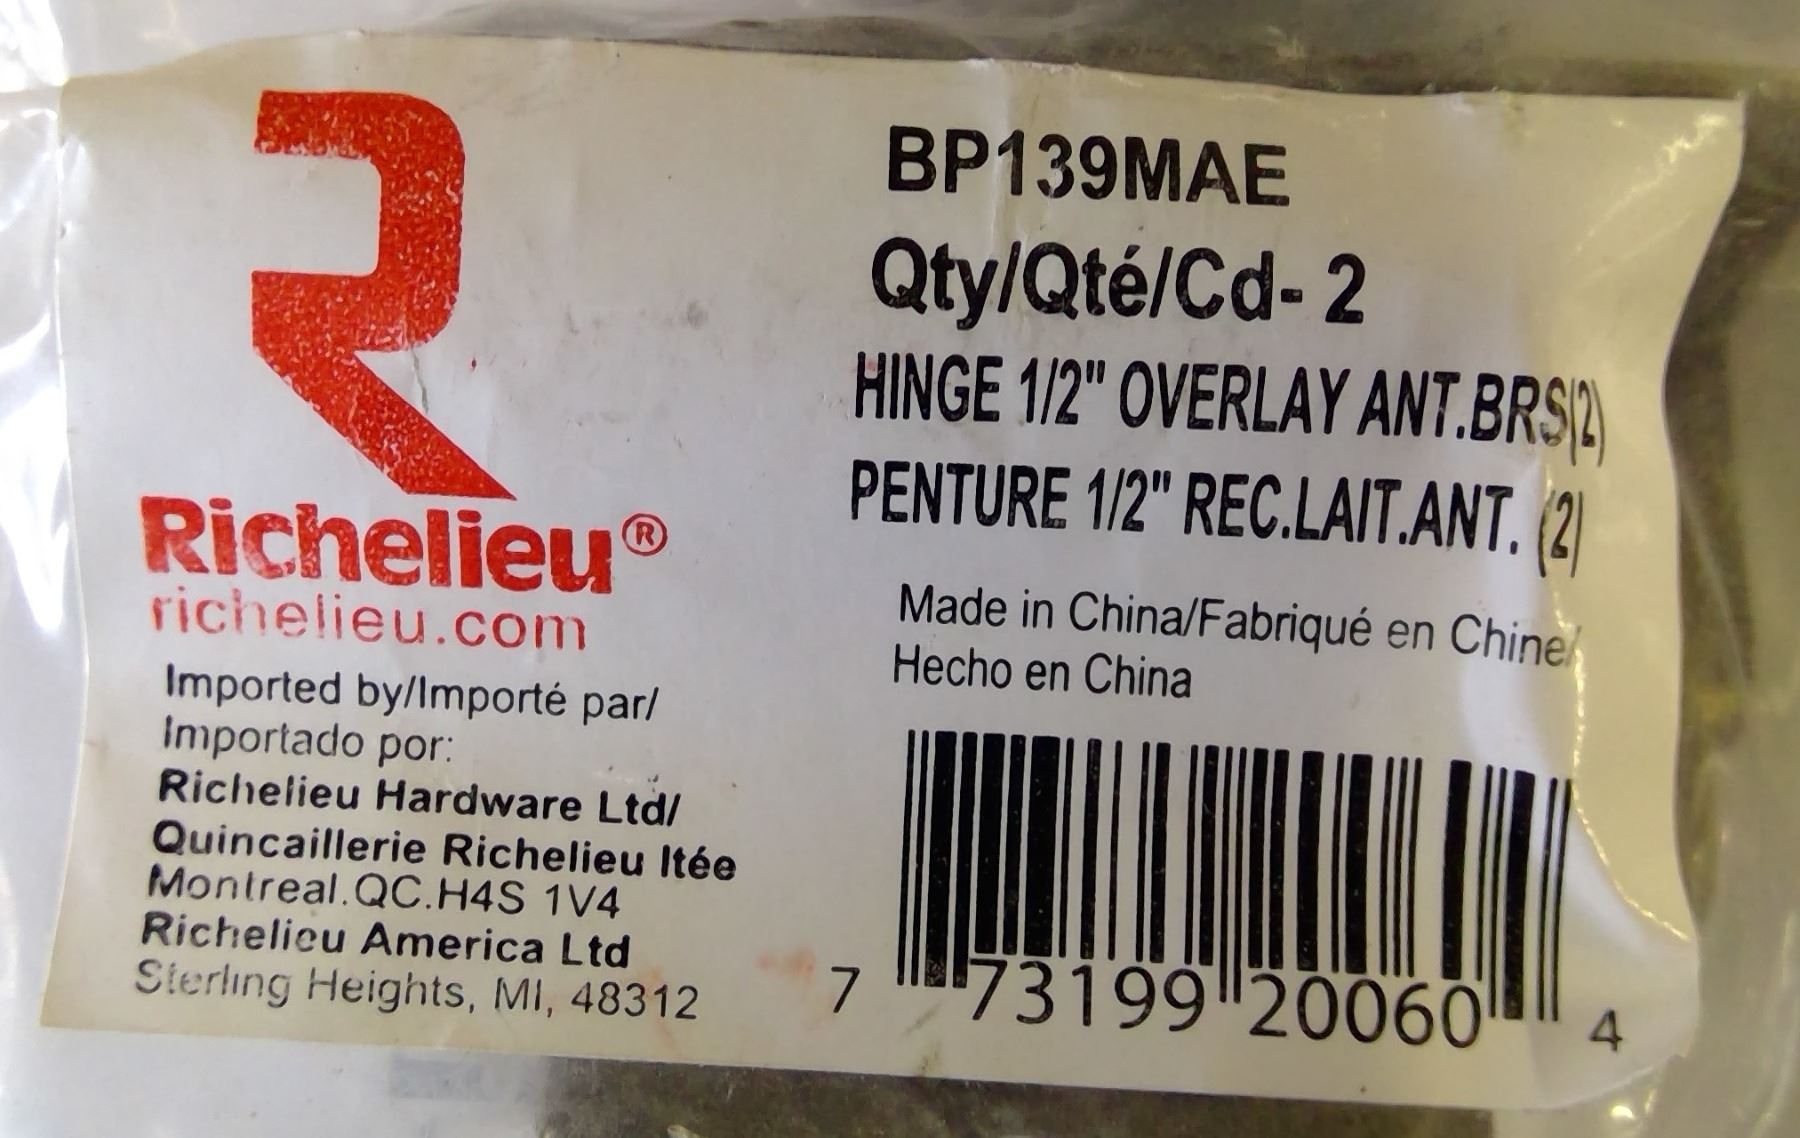 Richelieu®
richelieu.com
Imported by/Importé par/
Importado por:
Richelieu Hardware Ltd/
Quincaillerie Richelieu ltée
Montreal.QC.H4S 1V4
Richelieu America Ltd
Sterling Heights, MI, 48312
BP139MAE
Qty/Qté/Cd- 2
HINGE 1/2" OVERLAY ANT.BRS(2)
PENTURE 1/2" REC.LAIT.ANT. (2)
Made in China/Fabriqué en Chine/
Hecho en China
7 73199 20060 4